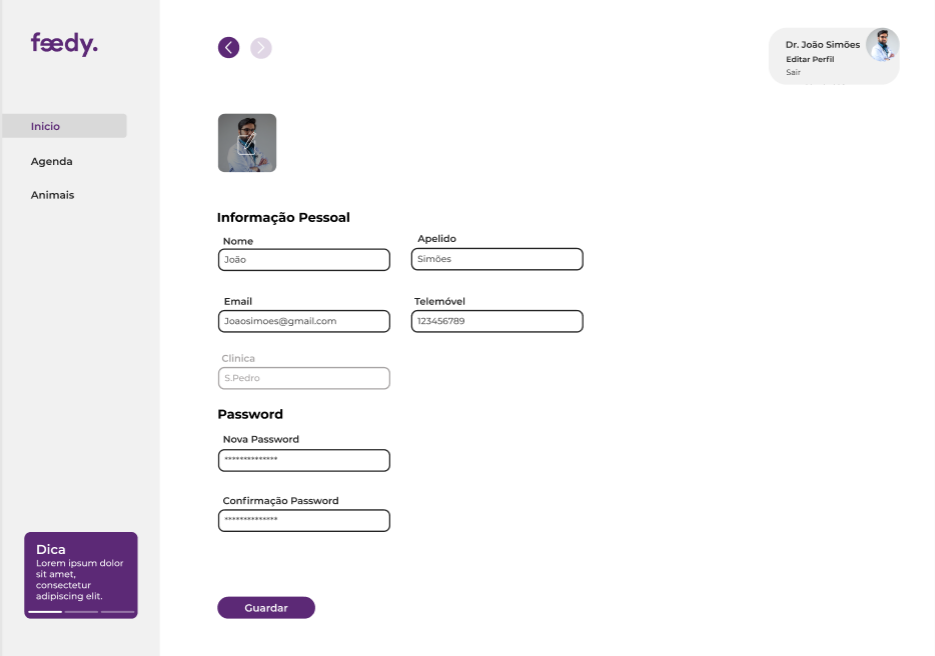 fædy.
Inicio
Agenda
Animais
Dica
Lorem ipsum dolor
sit amet,
consectetur
adipiscing elit.
Dr. João Simões
Editar Perfil
Sair
Informação Pessoal
Nome
João
Apelido
Simões
Email
Joaosimoes@gmail.com
Telemóvel
123456789
Clinica
S.Pedro
Password
Nova Password
**************
Confirmação Password
**************
Guardar